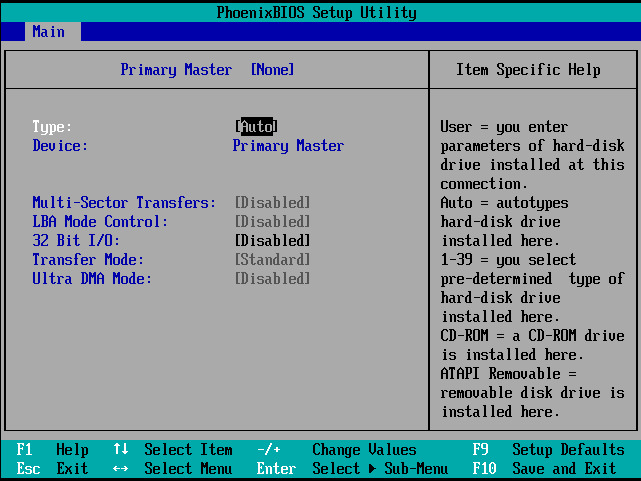 PhoenixBIOS Setup Utility
Main
Primary Master [None]
Item Specific Help
Type: [Auto]
Device: Primary Master
Multi-Sector Transfers: [Disabled]
LBA Mode Control: [Disabled]
32 Bit I/O: [Disabled]
Transfer Mode: [Standard]
Ultra DMA Mode: [Disabled]
User = you enter
parameters of hard-disk
drive installed at this
connection.
Auto = autotypes
hard-disk drive
installed here.
1-39 = you select
pre-determined type of
hard-disk drive
installed here.
CD-ROM = a CD-ROM drive
is installed here.
ATAPI Removable =
removable disk drive is
installed here.
F1 Help ↑↓ Select Item -/+ Change Values F9 Setup Defaults
Esc Exit ↔ Select Menu Enter Select ▶ Sub-Menu F10 Save and Exit